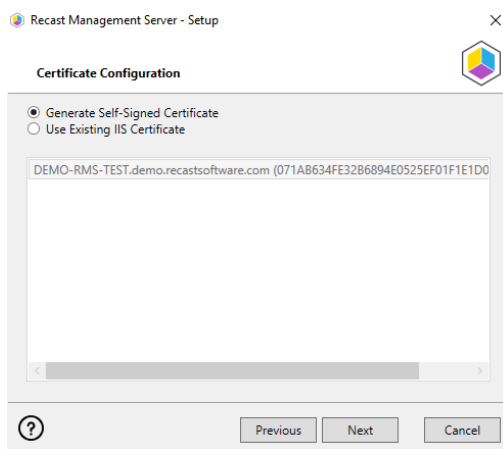 Recast Management Server - Setup
Certificate Configuration
Generate Self-Signed Certificate
Use Existing IIS Certificate
DEMO-RMS-TEST.demo.recastsoftware.com (071AB634FE32B6894E0525EF01F1E1D0
?
Previous Next Cancel